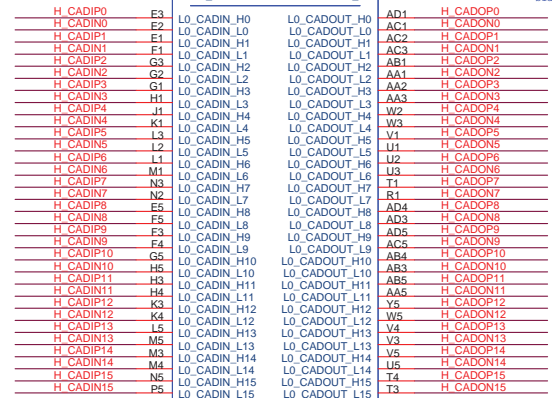 H_CADIP0 E3 L0_CADIN_H0 L0_CADOUT_H0 AD1 H_CADOP0
H_CADIN0 E2 L0_CADIN_L0 L0_CADOUT_L0 AC1 H_CADON0
H_CADIP1 E1 L0_CADIN_H1 L0_CADOUT_H1 AC2 H_CADOP1
H_CADIN1 F1 L0_CADIN_L1 L0_CADOUT_L1 AC3 H_CADON1
H_CADIP2 G3 L0_CADIN_H2 L0_CADOUT_H2 AB1 H_CADOP2
H_CADIN2 G2 L0_CADIN_L2 L0_CADOUT_L2 AA1 H_CADON2
H_CADIP3 G1 L0_CADIN_H3 L0_CADOUT_H3 AA2 H_CADOP3
H_CADIN3 H1 L0_CADIN_L3 L0_CADOUT_L3 AA3 H_CADON3
H_CADIP4 J1 L0_CADIN_H4 L0_CADOUT_H4 W2 H_CADOP4
H_CADIN4 K1 L0_CADIN_L4 L0_CADOUT_L4 W3 H_CADON4
H_CADIP5 L3 L0_CADIN_H5 L0_CADOUT_H5 V1 H_CADOP5
H_CADIN5 L2 L0_CADIN_L5 L0_CADOUT_L5 U1 H_CADON5
H_CADIP6 L1 L0_CADIN_H6 L0_CADOUT_H6 U2 H_CADOP6
H_CADIN6 M1 L0_CADIN_L6 L0_CADOUT_L6 U3 H_CADON6
H_CADIP7 N3 L0_CADIN_H7 L0_CADOUT_H7 T1 H_CADOP7
H_CADIN7 N2 L0_CADIN_L7 L0_CADOUT_L7 R1 H_CADON7
H_CADIP8 E5 L0_CADIN_H8 L0_CADOUT_H8 AD4 H_CADOP8
H_CADIN8 F5 L0_CADIN_L8 L0_CADOUT_L8 AD3 H_CADON8
H_CADIP9 F3 L0_CADIN_H9 L0_CADOUT_H9 AD5 H_CADOP9
H_CADIN9 F4 L0_CADIN_L9 L0_CADOUT_L9 AC5 H_CADON9
H_CADIP10 G5 L0_CADIN_H10 L0_CADOUT_H10 AB4 H_CADOP10
H_CADIN10 H5 L0_CADIN_L10 L0_CADOUT_L10 AB3 H_CADON10
H_CADIP11 H3 L0_CADIN_H11 L0_CADOUT_H11 AB5 H_CADOP11
H_CADIN11 H4 L0_CADIN_L11 L0_CADOUT_L11 AA5 H_CADON11
H_CADIP12 K3 L0_CADIN_H12 L0_CADOUT_H12 Y5 H_CADOP12
H_CADIN12 K4 L0_CADIN_L12 L0_CADOUT_L12 W5 H_CADON12
H_CADIP13 L5 L0_CADIN_H13 L0_CADOUT_H13 V4 H_CADOP13
H_CADIN13 M5 L0_CADIN_L13 L0_CADOUT_L13 V3 H_CADON13
H_CADIP14 M3 L0_CADIN_H14 L0_CADOUT_H14 V5 H_CADOP14
H_CADIN14 M4 L0_CADIN_L14 L0_CADOUT_L14 U5 H_CADON14
H_CADIP15 N5 L0_CADIN_H15 L0_CADOUT_H15 T4 H_CADOP15
H_CADIN15 P5 L0_CADIN_L15 L0_CADOUT_L15 T3 H_CADON15